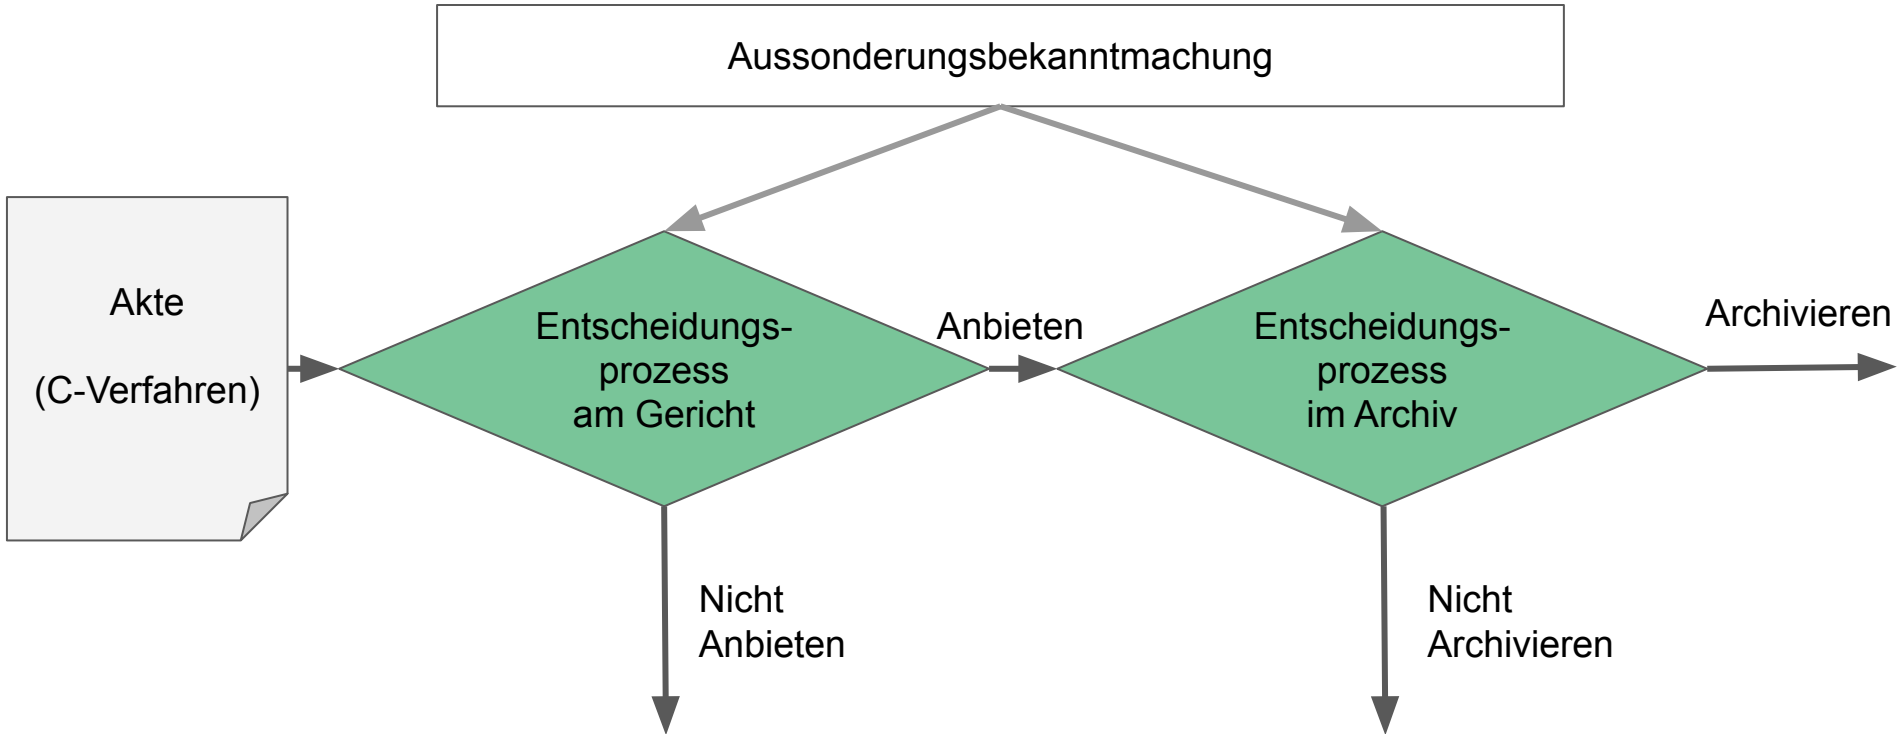 Aussonderungsbekanntmachung
Akte
(C-Verfahren)
Entscheidungs-
prozess
am Gericht
Anbieten
Entscheidungs-
prozess
im Archiv
Archivieren
Nicht
Anbieten
Nicht
Archivieren